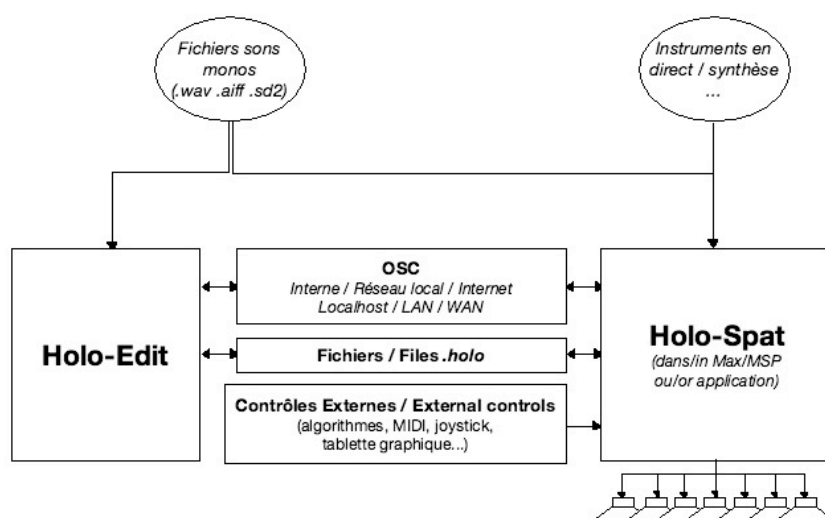 Fichiers sons
monos
(.wav .aiff .sd2)
Instruments en
direct / synthèse
...
Holo-Edit
OSC
Interne / Réseau local / Internet
Localhost / LAN / WAN
Fichiers / Files .holo
Contrôles Externes / External controls
(algorithmes, MIDI, joystick,
tablette graphique...)
Holo-Spat
(dans/in Max/MSP
ou/or application)